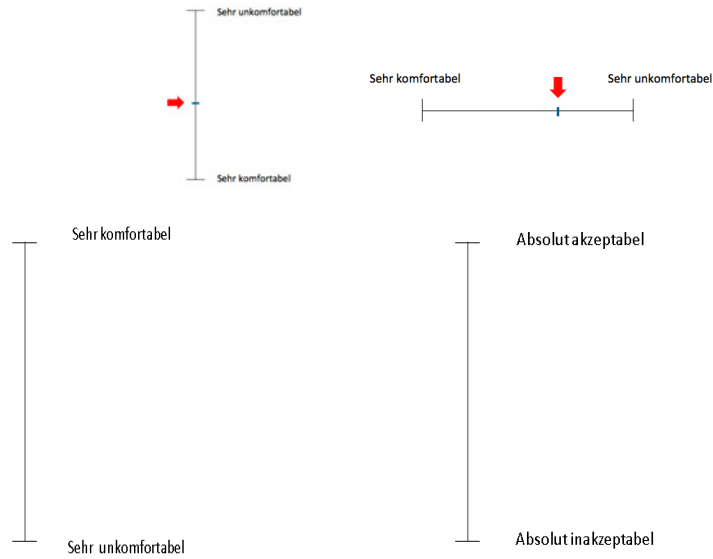 Sehr unkomfortabel
Sehr komfortabel
Sehr komfortabel
Sehr unkomfortabel
Sehr komfortabel
Sehr unkomfortabel
Absolut akzeptabel
Absolut inakzeptabel